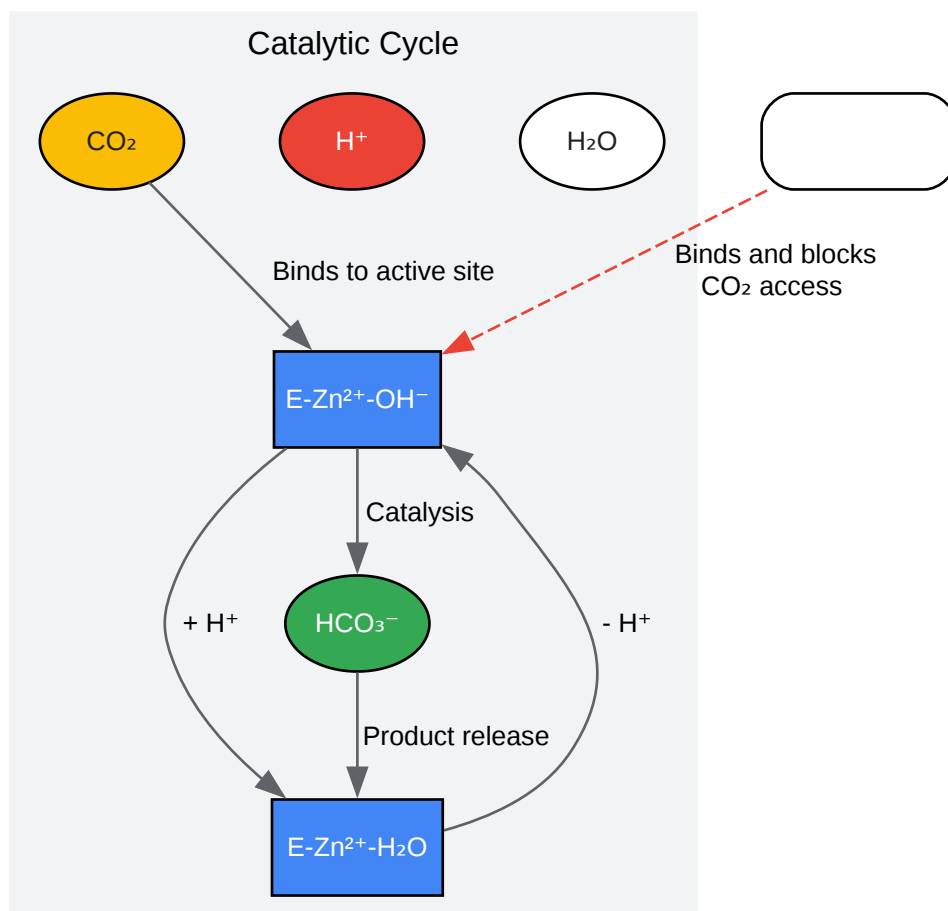 Catalytic Cycle
CO₂
H⁺
H₂O
Binds to active site
Binds and blocks
CO₂ access
E-Zn²⁺-OH⁻
Catalysis
+ H⁺
HCO₃⁻
- H⁺
Product release
E-Zn²⁺-H₂O